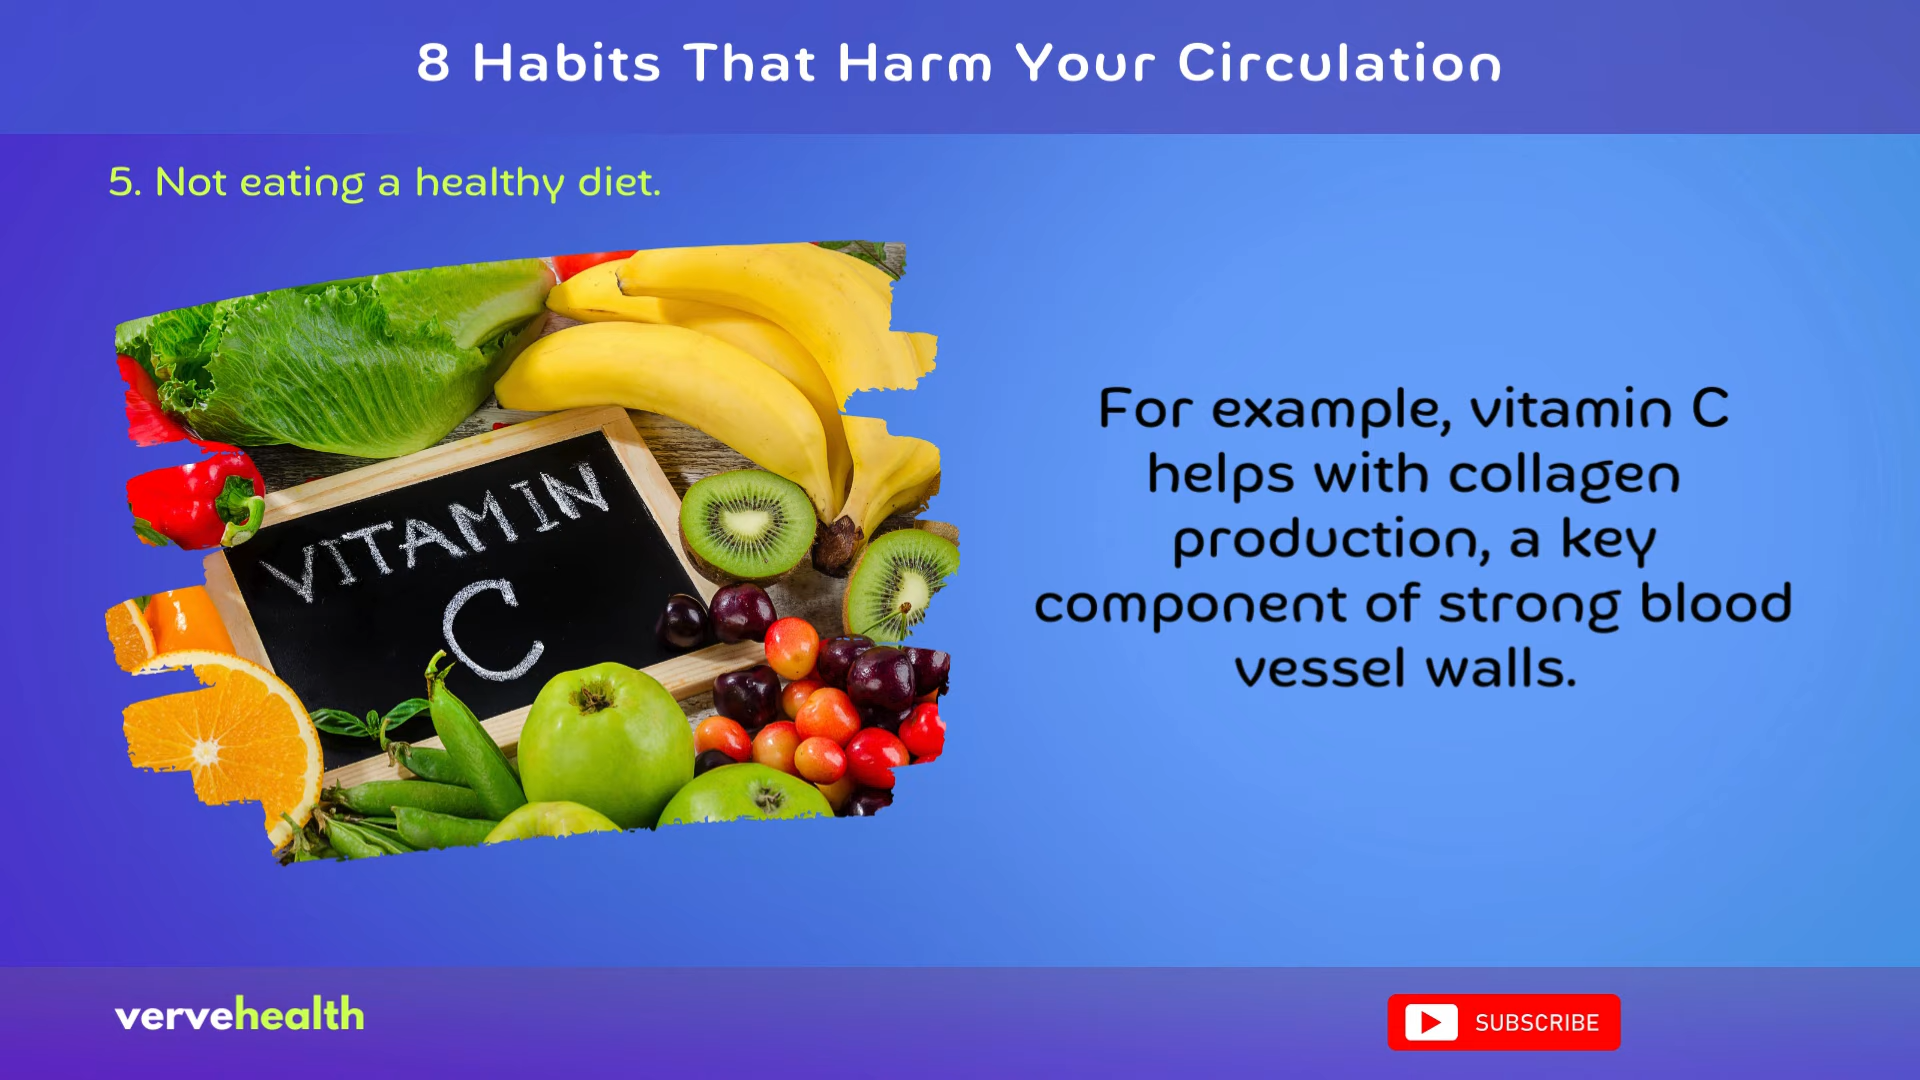 8 Habits That Harm Your Circulation
5. Not eating a healthy diet.
VITAMIN
C
For example, vitamin C
helps with collagen
production, a key
component of strong blood
vessel walls.
vervehealth
SUBSCRIBE